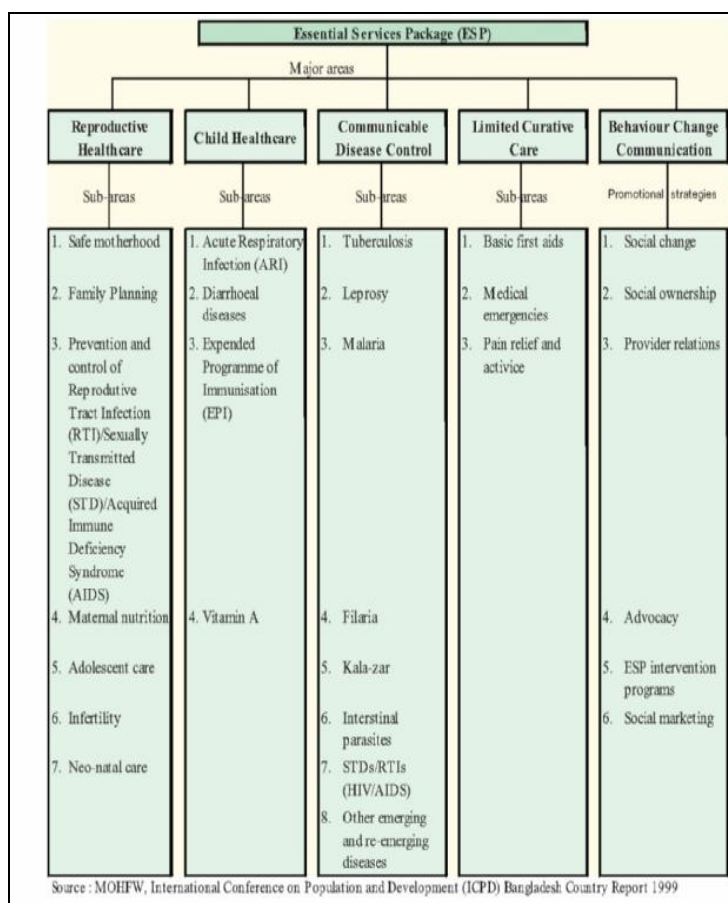 Essential Services Package (ESP)
Major areas
Reproductive
Healthcare
Child Healthcare
Communicable
Disease Control
Limited Curative
Care
Behaviour Change
Communication
Sub-areas
Sub-areas
Sub-areas
Sub-areas
Promotional strategies
1. Safe motherhood
2. Family Planning
3. Prevention and
control of
Reprodutive
Tract Infection
(RTI)/Sexually
Transmitted
Disease
(STD)/Acquired
Immune
Deficiency
Syndrome
(AIDS)
4. Maternal nutrition
5. Adolescent care
6. Infertility
7. Neo-natal care
1. Acute Respiratory
Infection (ARI)
2. Diarrhoeal
diseases
3. Expended
Programme of
Immunisation
(EPI)
4. Vitamin A
1. Tuberculosis
2. Leprosy
3. Malaria
4. Filaria
5. Kala-zar
6. Interstinal
parasites
7. STDs/RTIs
(HIV/AIDS)
8. Other emerging
and re-emerging
diseases
1. Basic first aids
2. Medical
emergencies
3. Pain relief and
activice
1. Social change
2. Social ownership
3. Provider relations
4. Advocacy
5. ESP intervention
programs
6. Social marketing
Source : MOHFW, International Conference on Population and Development (ICPD) Bangladesh Country Report 1999